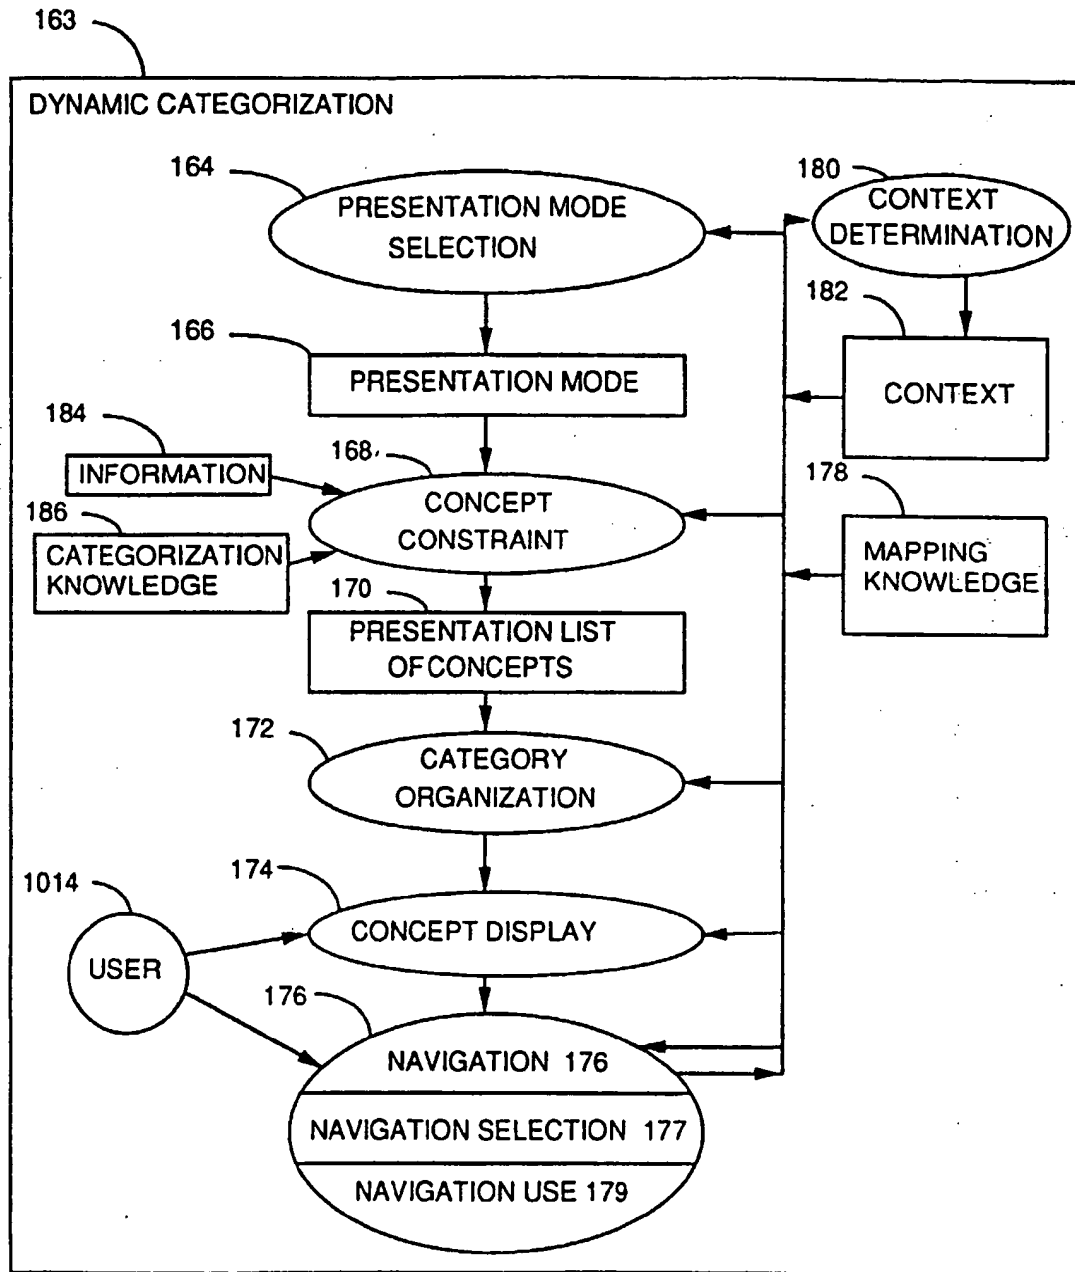 163
DYNAMIC CATEGORIZATION
164
PRESENTATION MODE
SELECTION
180
CONTEXT
DETERMINATION
166
PRESENTATION MODE
182
CONTEXT
184
INFORMATION
168
CONCEPT
CONSTRAINT
178
MAPPING
KNOWLEDGE
186
CATEGORIZATION
KNOWLEDGE
170
PRESENTATION LIST
OF CONCEPTS
172
CATEGORY
ORGANIZATION
174
CONCEPT DISPLAY
1014
USER
176
NAVIGATION 176
NAVIGATION SELECTION 177
NAVIGATION USE 179